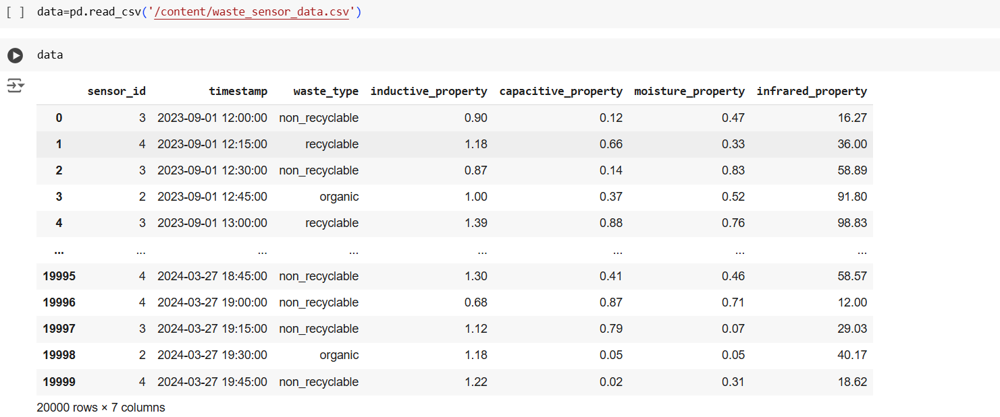 [ ] data=pd.read_csv('/content/waste_sensor_data.csv')
data
sensor_id timestamp waste_type inductive_property capacitive_property moisture_property infrared_property
0 3 2023-09-01 12:00:00 non_recyclable 0.90 0.12 0.47 16.27
1 4 2023-09-01 12:15:00 recyclable 1.18 0.66 0.33 36.00
2 3 2023-09-01 12:30:00 non_recyclable 0.87 0.14 0.83 58.89
3 2 2023-09-01 12:45:00 organic 1.00 0.37 0.52 91.80
4 3 2023-09-01 13:00:00 recyclable 1.39 0.88 0.76 98.83
... ... ... ... ... ... ... ...
19995 4 2024-03-27 18:45:00 non_recyclable 1.30 0.41 0.46 58.57
19996 4 2024-03-27 19:00:00 non_recyclable 0.68 0.87 0.71 12.00
19997 3 2024-03-27 19:15:00 non_recyclable 1.12 0.79 0.07 29.03
19998 2 2024-03-27 19:30:00 organic 1.18 0.05 0.05 40.17
19999 4 2024-03-27 19:45:00 non_recyclable 1.22 0.02 0.31 18.62
20000 rows × 7 columns